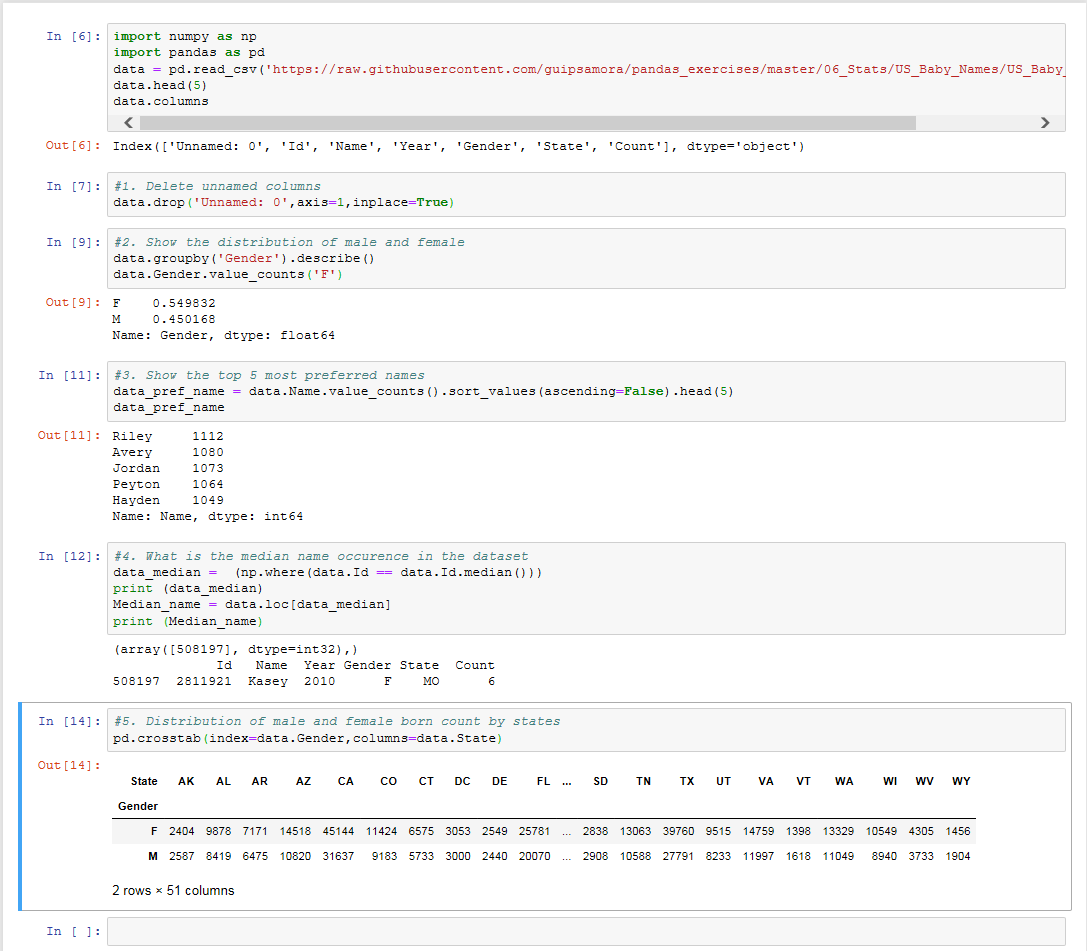 In [6]: import numpy as np
import pandas as pd
data = pd.read_csv('https://raw.githubusercontent.com/guipsamora/pandas_exercises/master/06_Stats/US_Baby_Names/US_Baby_
data.head(5)
data.columns
Out[6]: Index(['Unnamed: 0', 'Id', 'Name', 'Year', 'Gender', 'State', 'Count'], dtype='object')
In [7]: #1. Delete unnamed columns
data.drop('Unnamed: 0',axis=1,inplace=True)
In [9]: #2. Show the distribution of male and female
data.groupby('Gender').describe()
data.Gender.value_counts('F')
Out[9]: F 0.549832
M 0.450168
Name: Gender, dtype: float64
In [11]: #3. Show the top 5 most preferred names
data_pref_name = data.Name.value_counts().sort_values(ascending=False).head(5)
data_pref_name
Out[11]: Riley 1112
Avery 1080
Jordan 1073
Peyton 1064
Hayden 1049
Name: Name, dtype: int64
In [12]: #4. What is the median name occurence in the dataset
data_median = (np.where(data.Id == data.Id.median()))
print (data_median)
Median_name = data.loc[data_median]
print (Median_name)
(array([508197], dtype=int32),)
Id Name Year Gender State Count
508197 2811921 Kasey 2010 F MO 6
In [14]: #5. Distribution of male and female born count by states
pd.crosstab(index=data.Gender,columns=data.State)
Out[14]:
State AK AL AR AZ CA CO CT DC DE FL ... SD TN TX UT VA VT WA WI WV WY
Gender
F 2404 9878 7171 14518 45144 11424 6575 3053 2549 25781 ... 2838 13063 39760 9515 14759 1398 13329 10549 4305 1456
M 2587 8419 6475 10820 31637 9183 5733 3000 2440 20070 ... 2908 10588 27791 8233 11997 1618 11049 8940 3733 1904
2 rows × 51 columns
In [ ]: